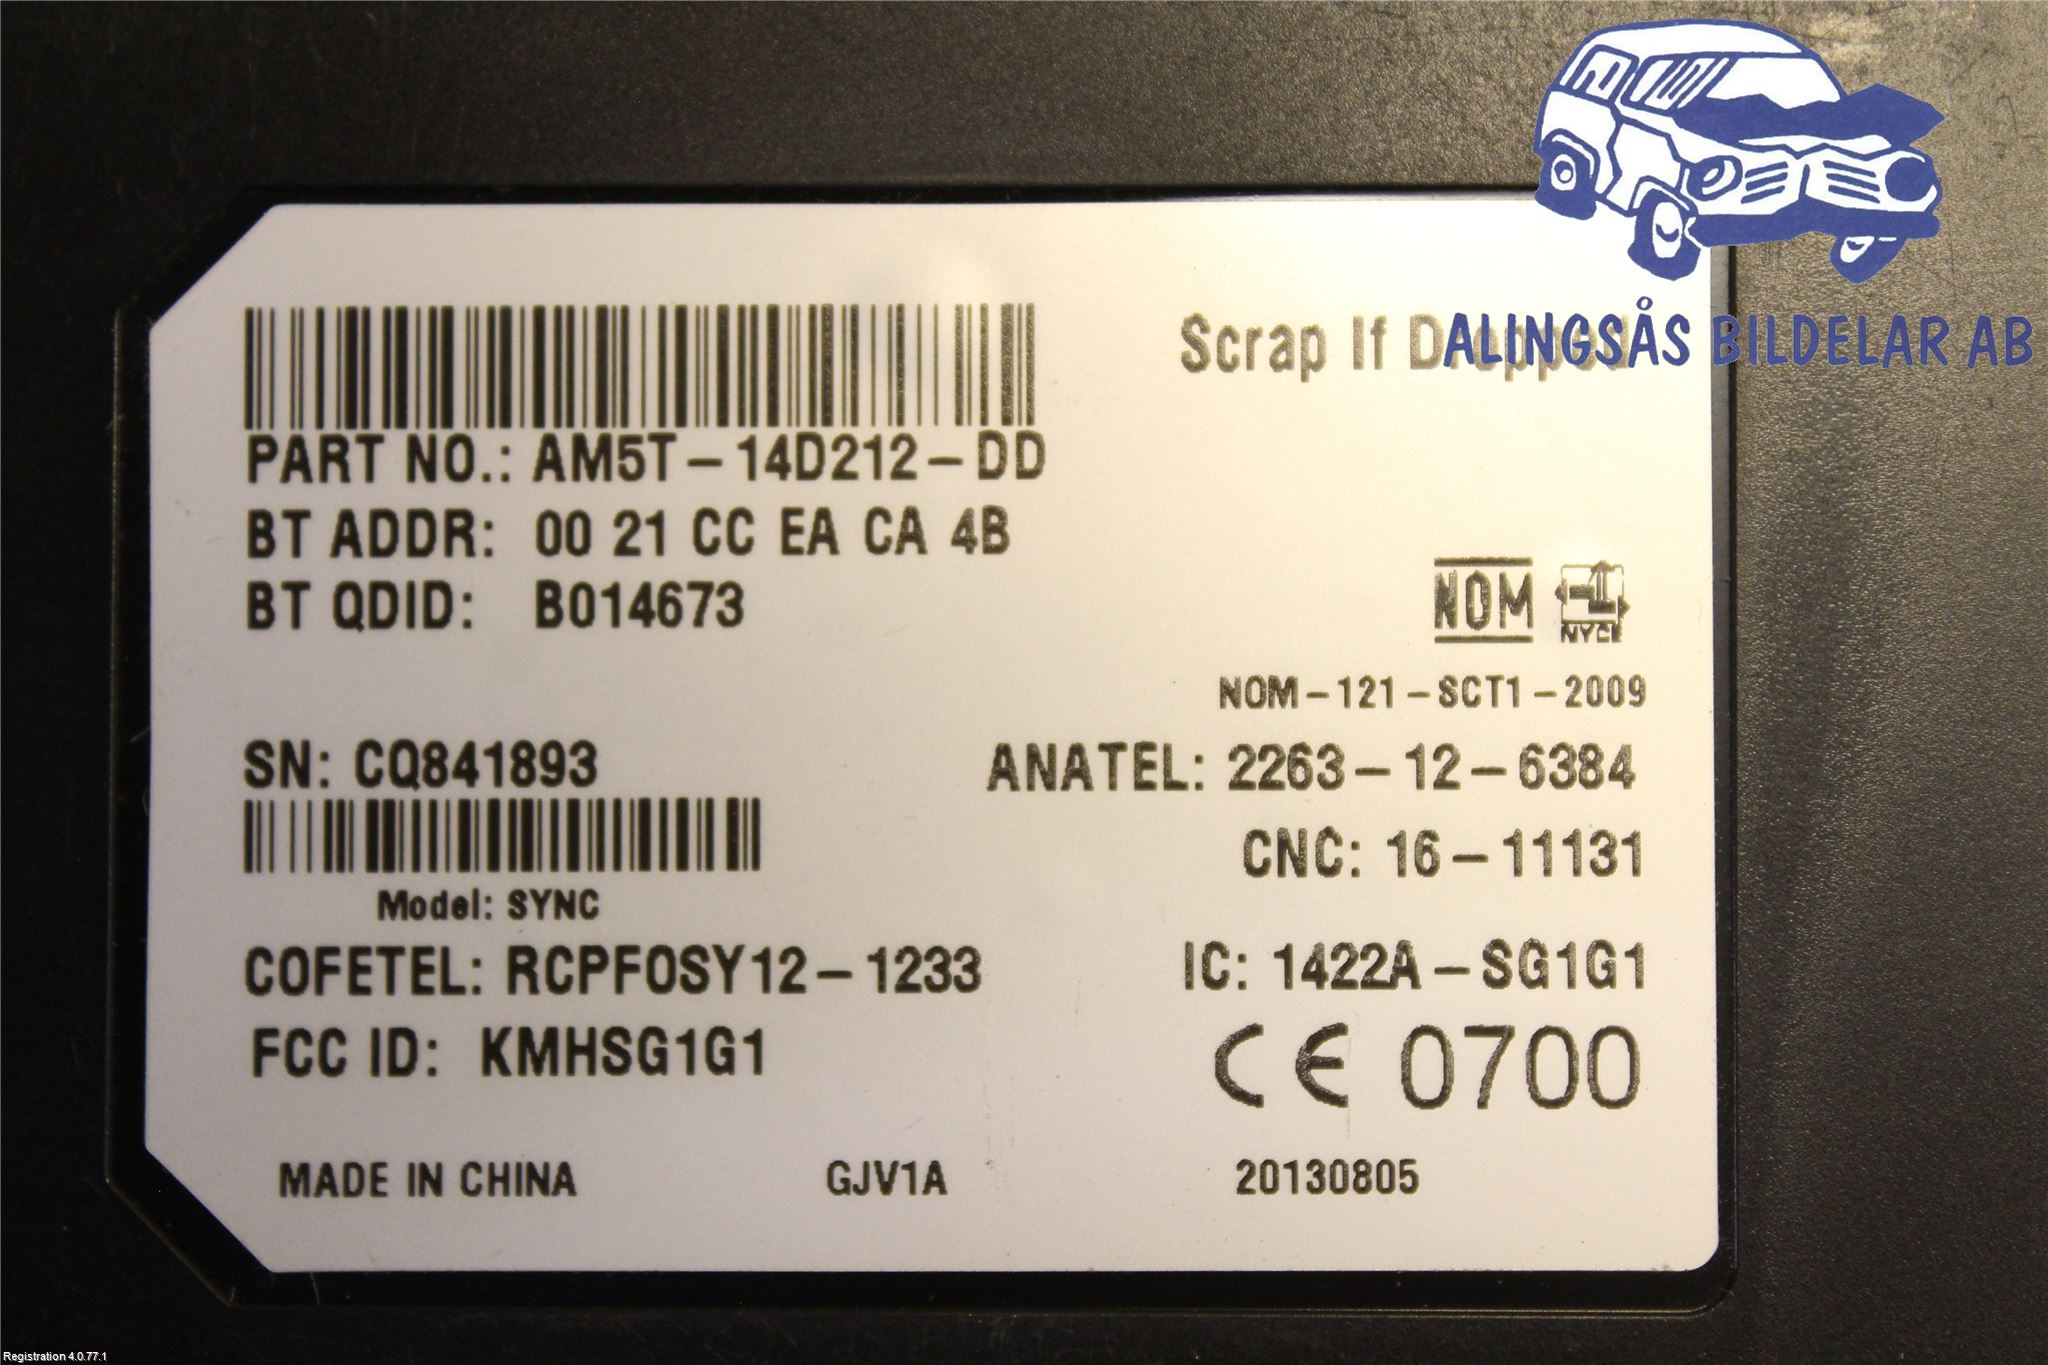 ALINGSÅS BILDELAR AB
Scrap If Dropped
PART NO.: AM5T-14D212-DD
BT ADDR: 00 21 CC EA CA 4B
BT QDID: B014673
NOM NYCE
NOM-121-SCT1-2009
SN: CQ841893
ANATEL: 2263-12-6384
CNC: 16-11131
Model: SYNC
COFETEL: RCPFOSY12-1233
IC: 1422A-SG1G1
FCC ID: KMHSG1G1
CE 0700
MADE IN CHINA GJV1A 20130805
Registration 4.0.77.1